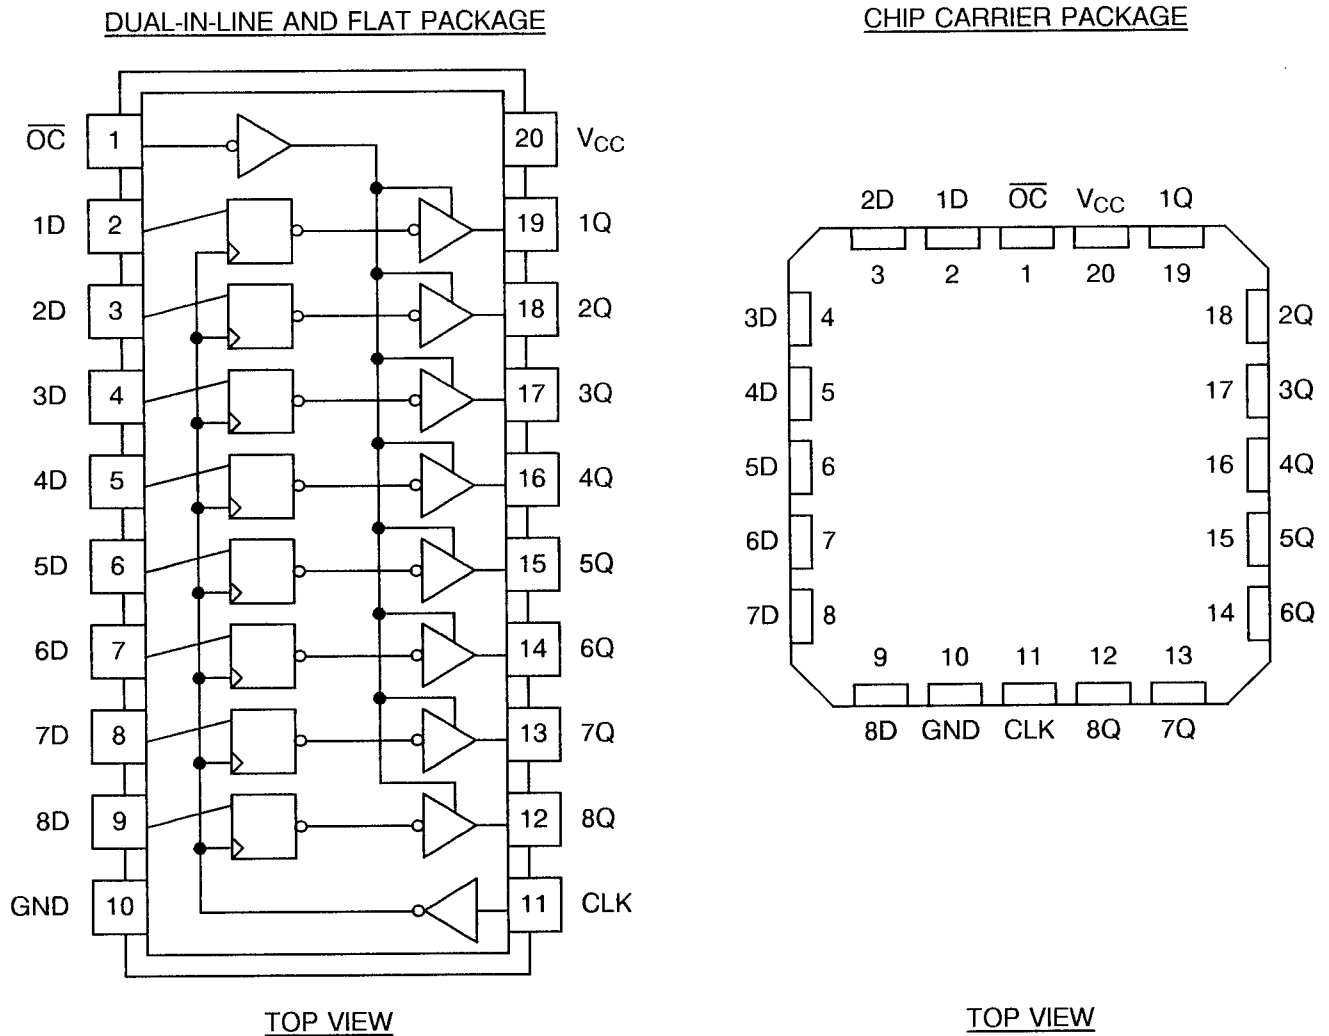 DUAL-IN-LINE AND FLAT PACKAGE
O̅C̅ 1 20 VCC
1D 2 19 1Q
2D 3 18 2Q
3D 4 17 3Q
4D 5 16 4Q
5D 6 15 5Q
6D 7 14 6Q
7D 8 13 7Q
8D 9 12 8Q
GND 10 11 CLK
TOP VIEW
CHIP CARRIER PACKAGE
2D 1D O̅C̅ VCC 1Q
3 2 1 20 19
3D 4 18 2Q
4D 5 17 3Q
5D 6 16 4Q
6D 7 15 5Q
7D 8 14 6Q
9 10 11 12 13
8D GND CLK 8Q 7Q
TOP VIEW